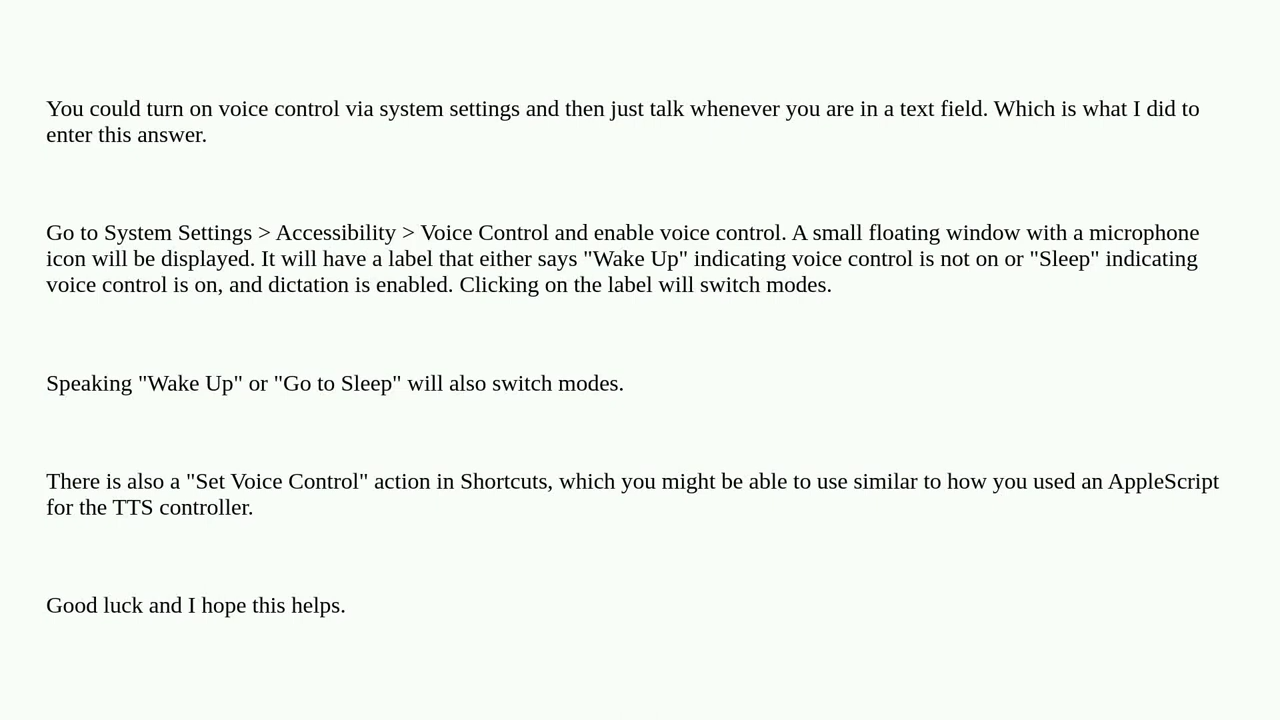 You could turn on voice control via system settings and then just talk whenever you are in a text field. Which is what I did to
enter this answer.
Go to System Settings > Accessibility > Voice Control and enable voice control. A small floating window with a microphone
icon will be displayed. It will have a label that either says "Wake Up" indicating voice control is not on or "Sleep" indicating
voice control is on, and dictation is enabled. Clicking on the label will switch modes.
Speaking "Wake Up" or "Go to Sleep" will also switch modes.
There is also a "Set Voice Control" action in Shortcuts, which you might be able to use similar to how you used an AppleScript
for the TTS controller.
Good luck and I hope this helps.